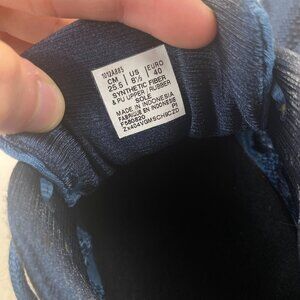 CM US EURO
25.5 8½ 40
SYNTHETIC FIBER
& PU UPPER / RUBBER
SOLE
MADE IN INDONESIA
FABRIQUE EN INDONESIE
PI